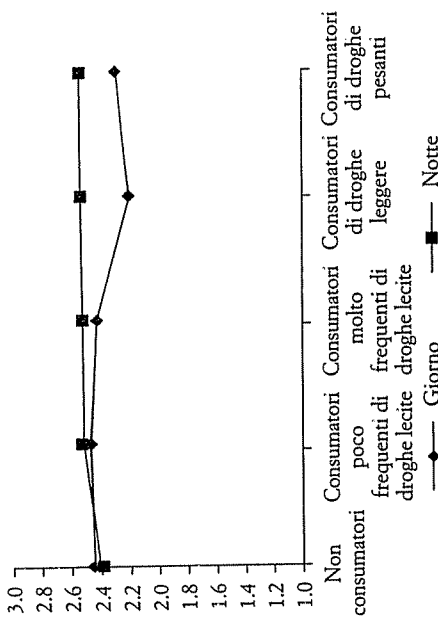 3.0
2.8
2.6
2.4
2.2
2.0
1.8
1.6
1.4
1.2
1.0
Non
consumatori
Consumatori
poco
frequenti di
droghe lecite
Consumatori
molto
frequenti di
droghe lecite
Consumatori
di droghe
leggere
Consumatori
di droghe
pesanti
Giorno
Notte